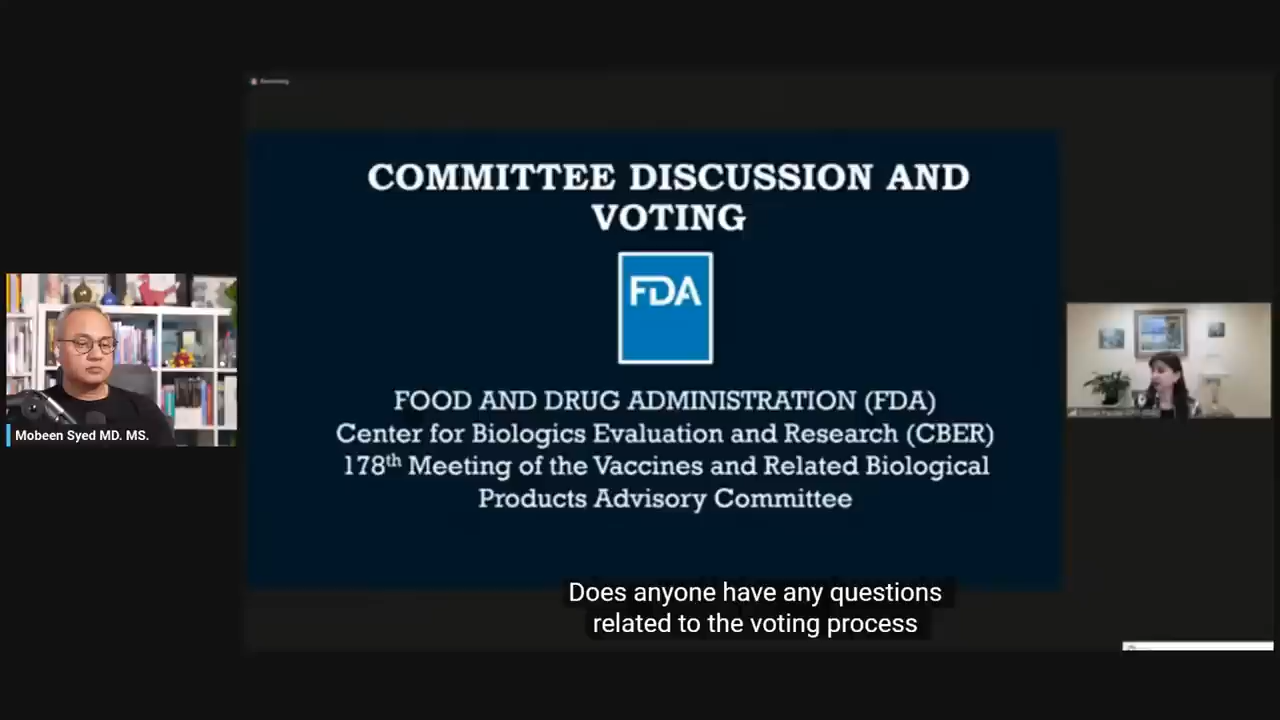 COMMITTEE DISCUSSION AND
VOTING
FDA
FOOD AND DRUG ADMINISTRATION (FDA)
Center for Biologics Evaluation and Research (CBER)
178th Meeting of the Vaccines and Related Biological
Products Advisory Committee
Mobeen Syed MD. MS.
Does anyone have any questions
related to the voting process